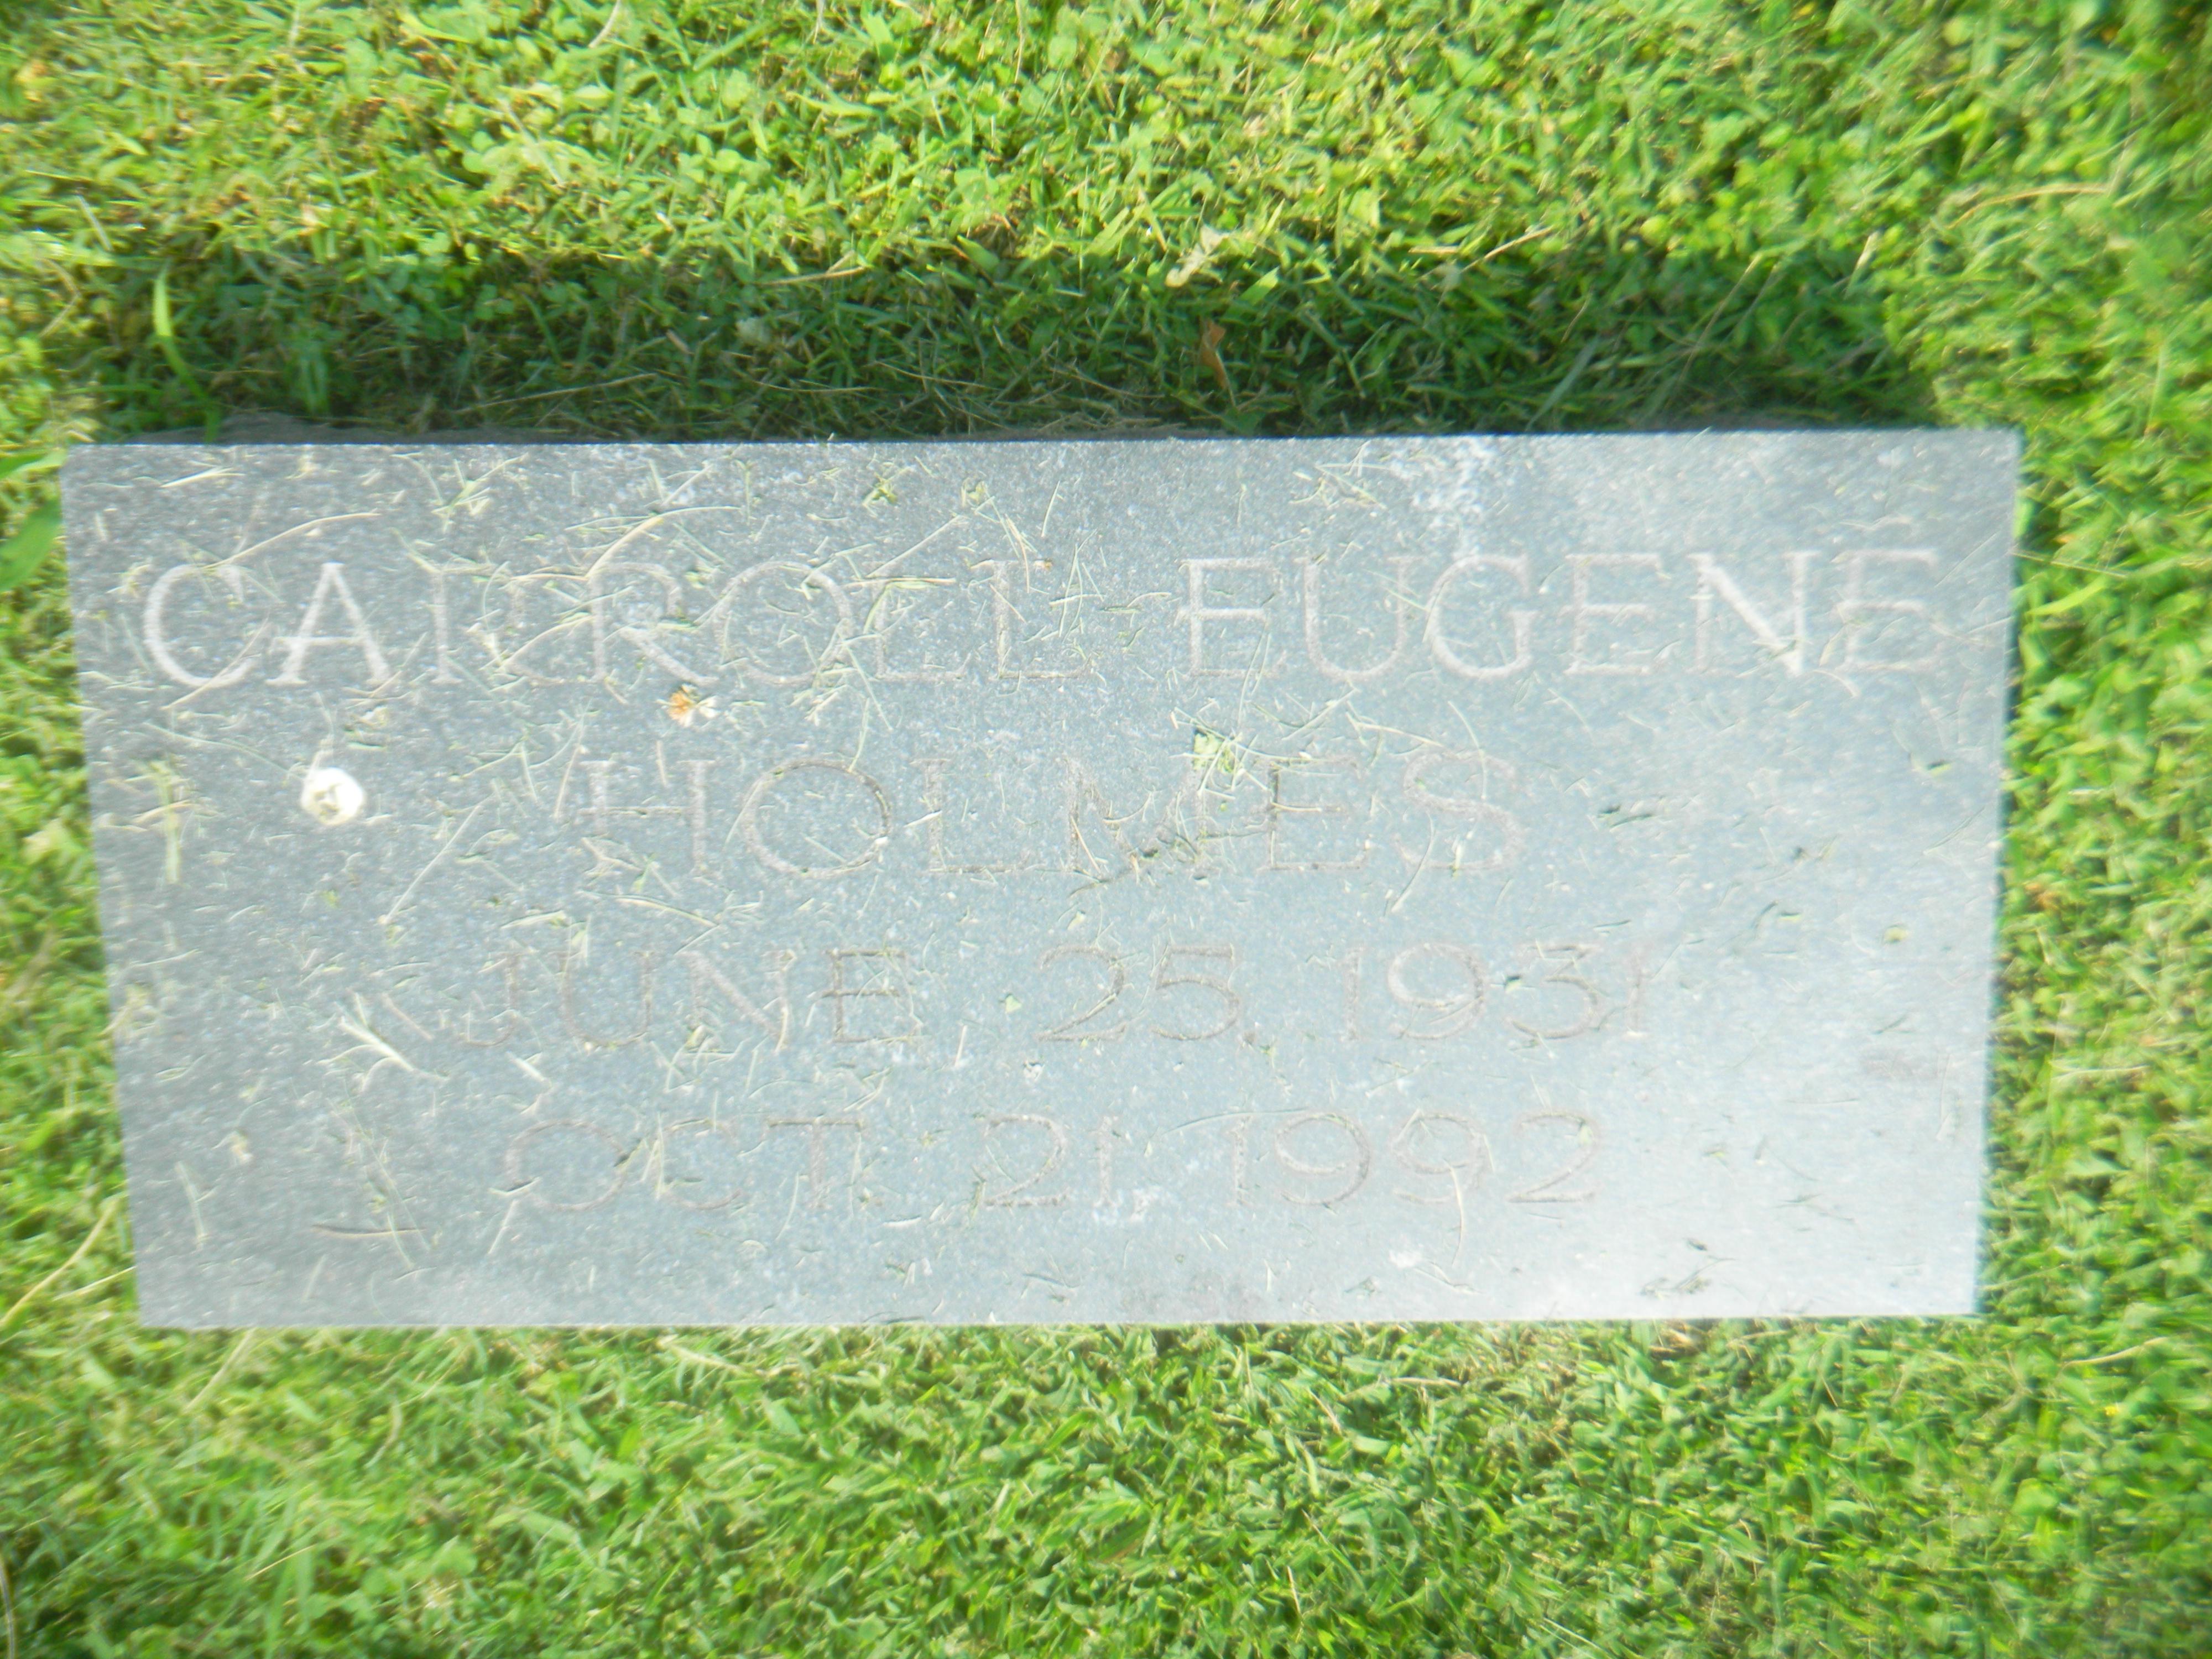 CARROLL EUGENE
HOLMES
JUNE 25, 1931
OCT. 21, 1992